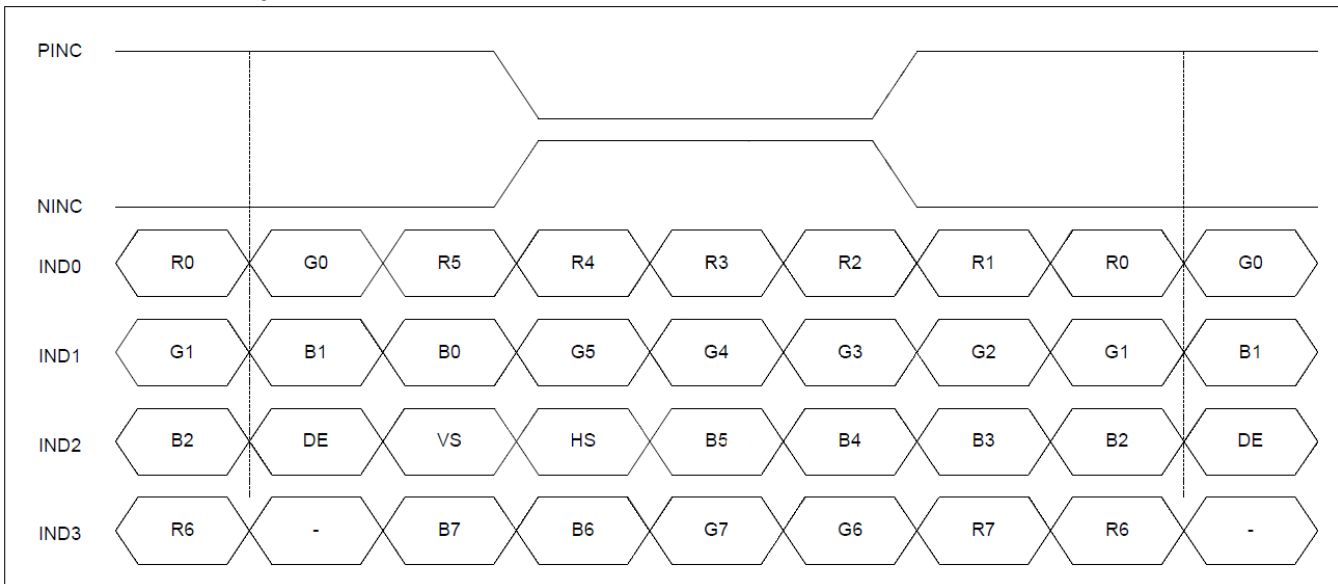 PINC
NINC
IND0 R0 G0 R5 R4 R3 R2 R1 R0 G0
IND1 G1 B1 B0 G5 G4 G3 G2 G1 B1
IND2 B2 DE VS HS B5 B4 B3 B2 DE
IND3 R6 - B7 B6 G7 G6 R7 R6 -